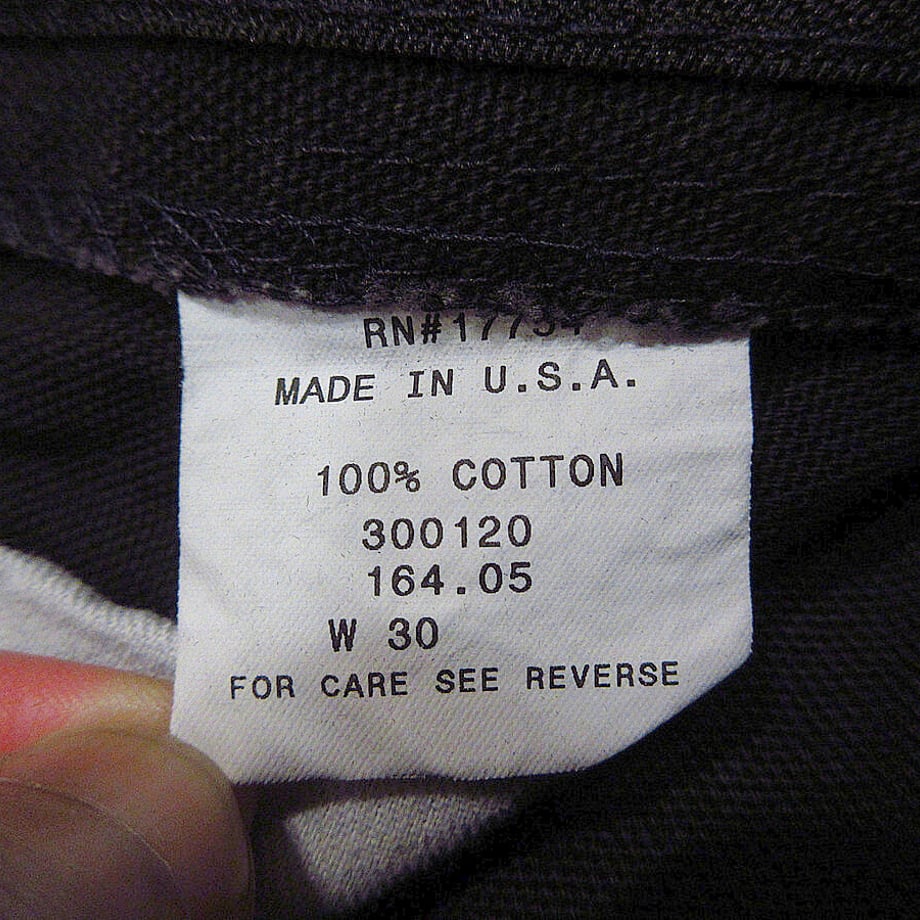 MADE IN U.S.A.
100% COTTON
300120
164.05
W 30
FOR CARE SEE REVERSE